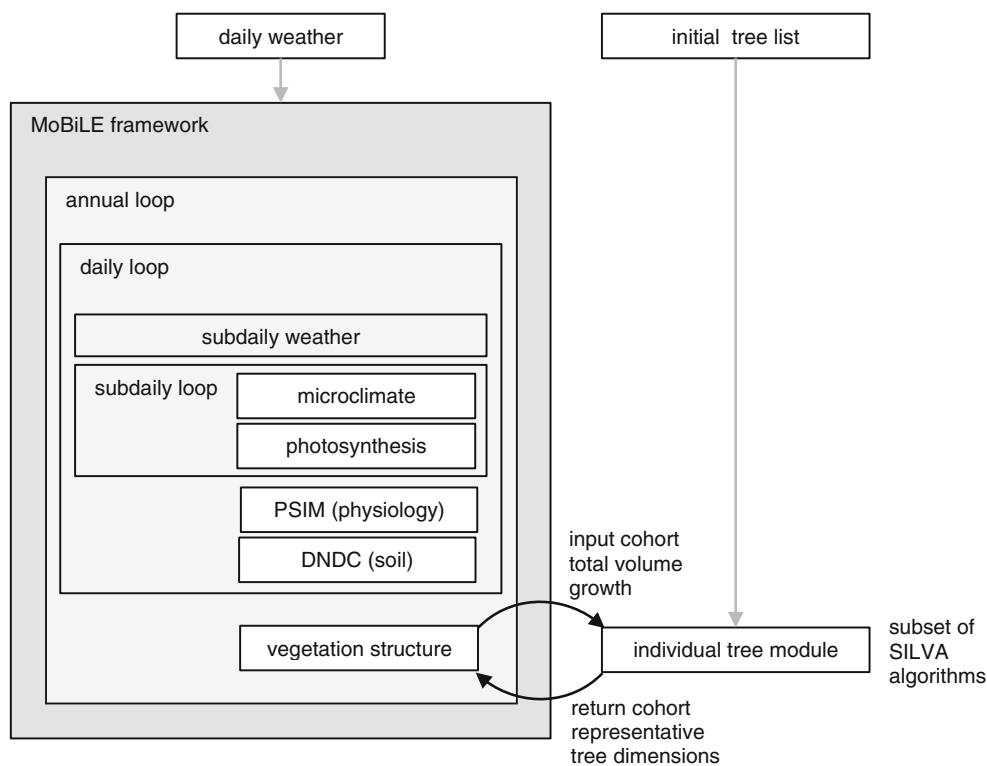 daily weather
initial tree list
MoBiLE framework
annual loop
daily loop
subdaily weather
subdaily loop
microclimate
photosynthesis
PSIM (physiology)
DNDC (soil)
input cohort
total volume
growth
vegetation structure
individual tree module
subset of
SILVA
algorithms
return cohort
representative
tree dimensions